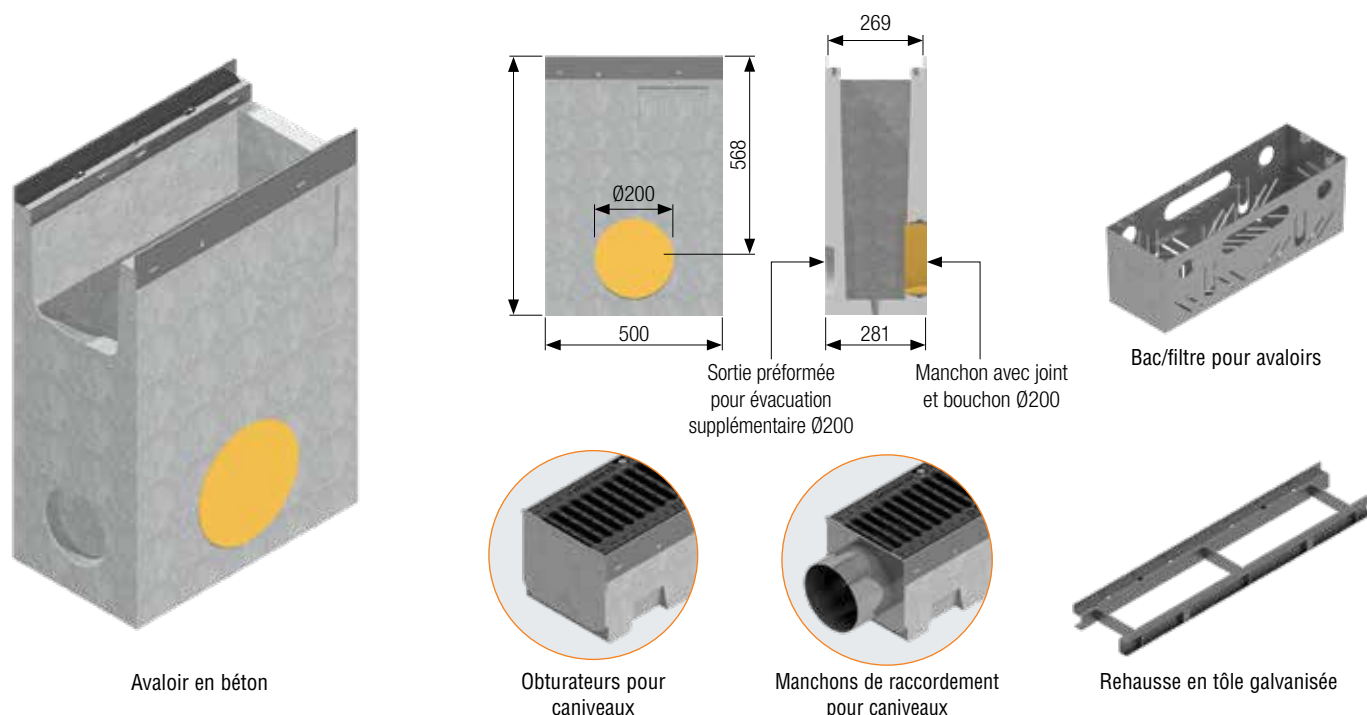 269
568
Ø200
500
281
Sortie préformée
pour évacuation
supplémentaire Ø200
Manchon avec joint
et bouchon Ø200
Bac/filtre pour avaloirs
Avaloir en béton
Obturateurs pour
caniveaux
Manchons de raccordement
pour caniveaux
Rehausse en tôle galvanisée